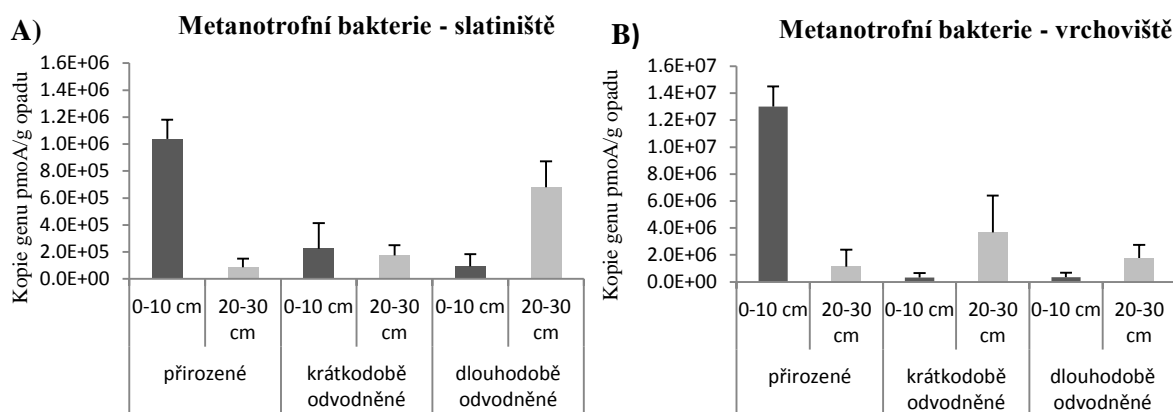 A)
Metanotrofní bakterie - slatiniště
Kopie genu pmoA/g opadu
1.6E+06
1.4E+06
1.2E+06
1.0E+06
8.0E+05
6.0E+05
4.0E+05
2.0E+05
0.0E+00
0-10 cm
20-30 cm
0-10 cm
20-30 cm
0-10 cm
20-30 cm
přirozené
krátkodobě
odvodněné
dlouhodobě
odvodněné
B)
Metanotrofní bakterie - vrchoviště
Kopie genu pmoA/g opadu
1.6E+07
1.4E+07
1.2E+07
1.0E+07
8.0E+06
6.0E+06
4.0E+06
2.0E+06
0.0E+00
0-10 cm
20-30
cm
0-10 cm
20-30
cm
0-10 cm
20-30
cm
přirozené
krátkodobě
odvodněné
dlouhodobě
odvodněné